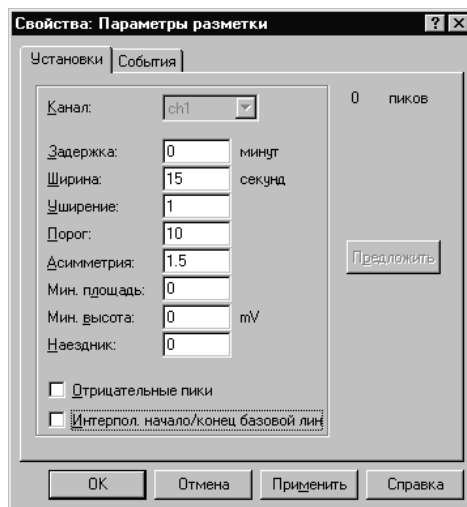 Свойства: Параметры разметки ? ×
Установки События
Канал: ch1 0 пиков
Задержка: 0 минут
Ширина: 15 секунд
Уширение: 1
Порог: 10
Асимметрия: 1.5 Предложить
Мин. площадь: 0
Мин. высота: 0 mV
Наездник: 0
Отрицательные пики
Интерпол. начало/конец базовой лин
OK Отмена Применить Справка